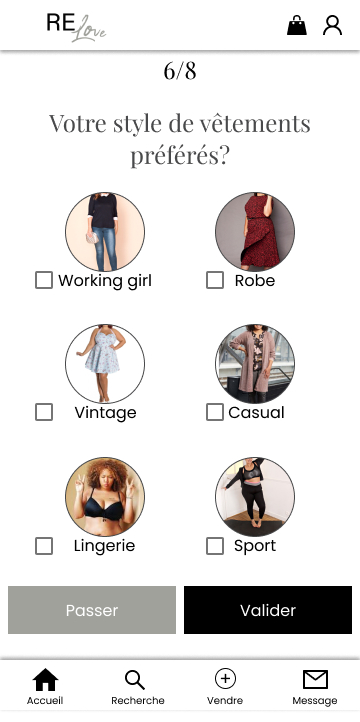 RE Love
6/8
Votre style de vêtements
préférés?
Working girl
Robe
Vintage
Casual
Lingerie
Sport
Passer
Valider
Accueil
Recherche
Vendre
Message